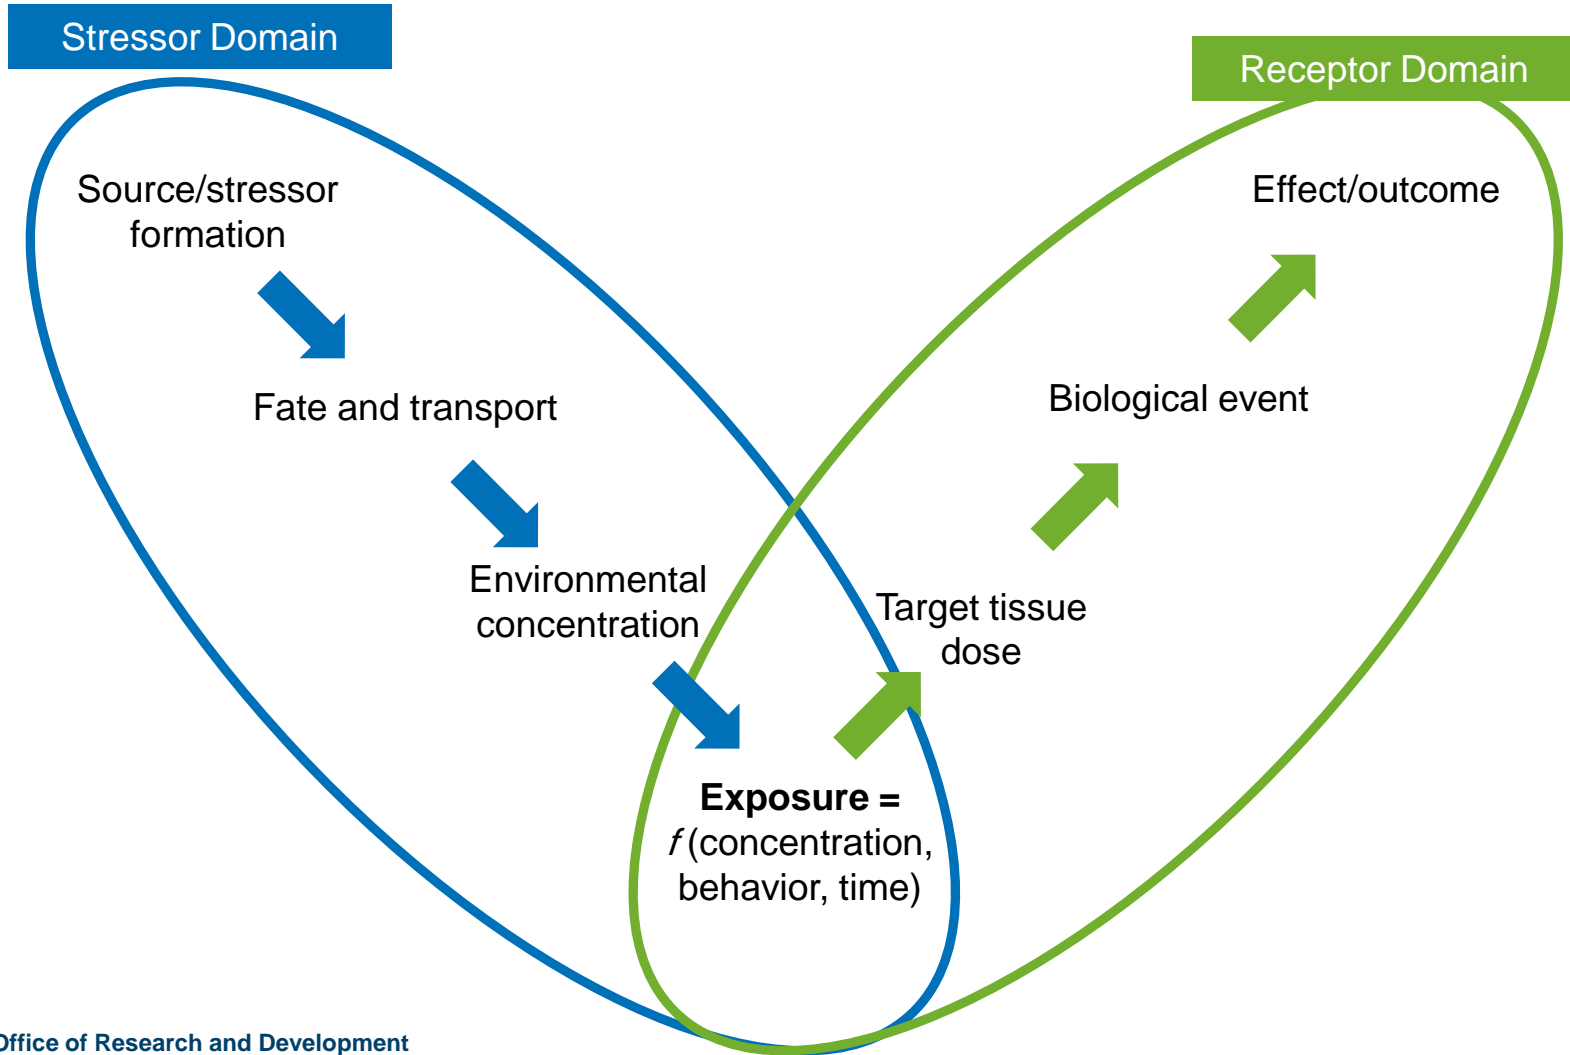 Stressor Domain
Receptor Domain
Source/stressor
formation
Fate and transport
Environmental
concentration
Exposure =
f (concentration,
behavior, time)
Target tissue
dose
Biological event
Effect/outcome
Office of Research and Development